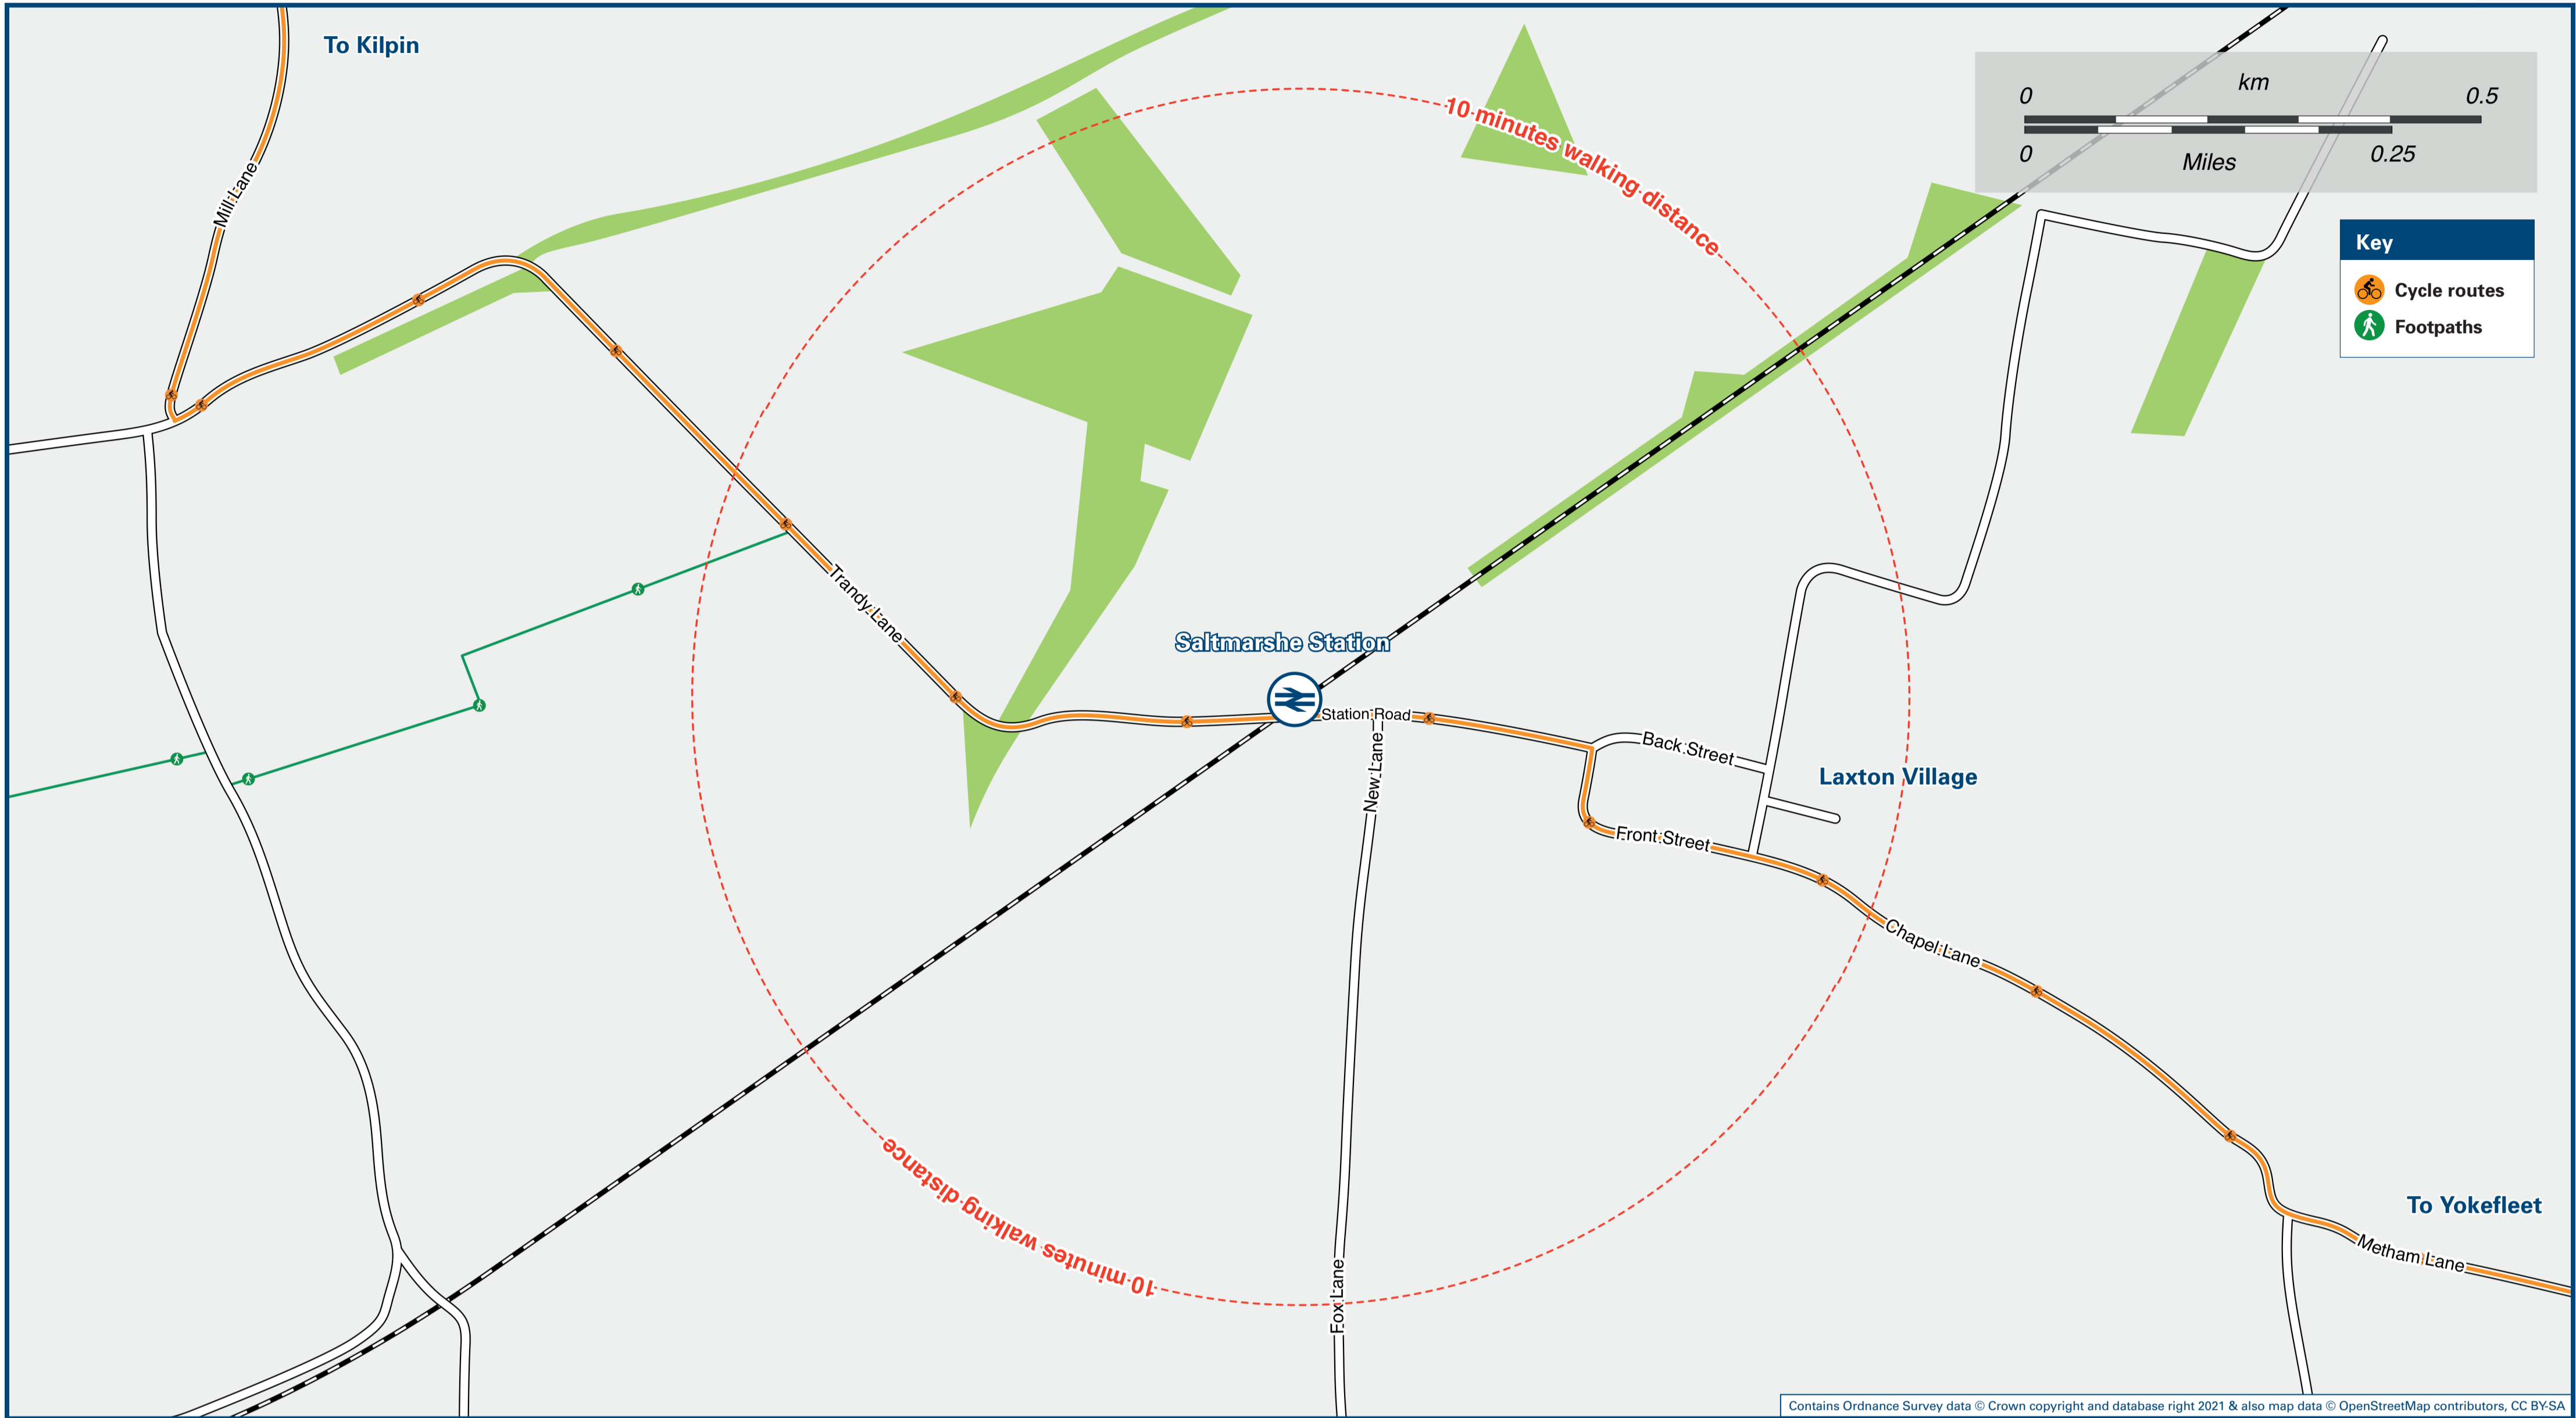 To Kilpin
km
0 0.5
0 0.25
Miles
10 minutes walking distance
Mill Lane
Key
Cycle routes
Footpaths
Trandy Lane
Saltmarshe Station
Station Road
New Lane
Back Street
Laxton Village
Front Street
Chapel Lane
10 minutes walking distance
To Yokefleet
Metham Lane
Fox Lane
Contains Ordnance Survey data © Crown copyright and database right 2021 & also map data © OpenStreetMap contributors, CC BY-SA